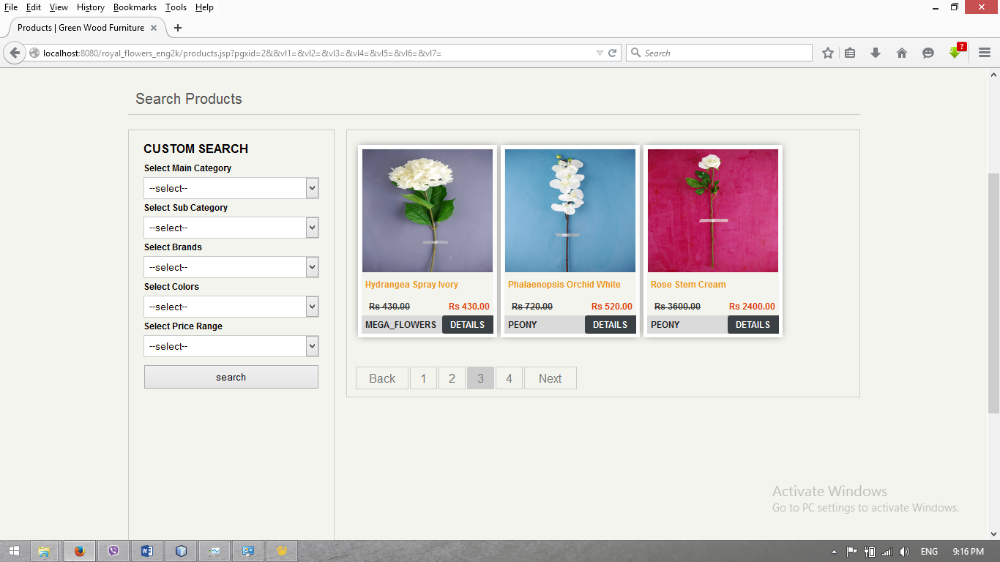 File Edit View History Bookmarks Tools Help
Products | Green Wood Furniture
localhost:8080/royal_flowers_eng2k/products.jsp?pgxid=2&&vl1=&vl2=&vl3=&vl4=&vl5=&vl6=&vl7=
Search
?
Search Products
CUSTOM SEARCH
Select Main Category
--select--
Select Sub Category
--select--
Select Brands
--select--
Select Colors
--select--
Select Price Range
--select--
search
Hydrangea Spray Ivory
Rs 430.00 Rs 430.00
MEGA_FLOWERS DETAILS
Phalaenopsis Orchid White
Rs 720.00 Rs 520.00
PEONY DETAILS
Rose Stem Cream
Rs 3600.00 Rs 2400.00
PEONY DETAILS
Back 1 2 3 4 Next
Activate Windows
Go to PC settings to activate Windows.
ENG 9:16 PM